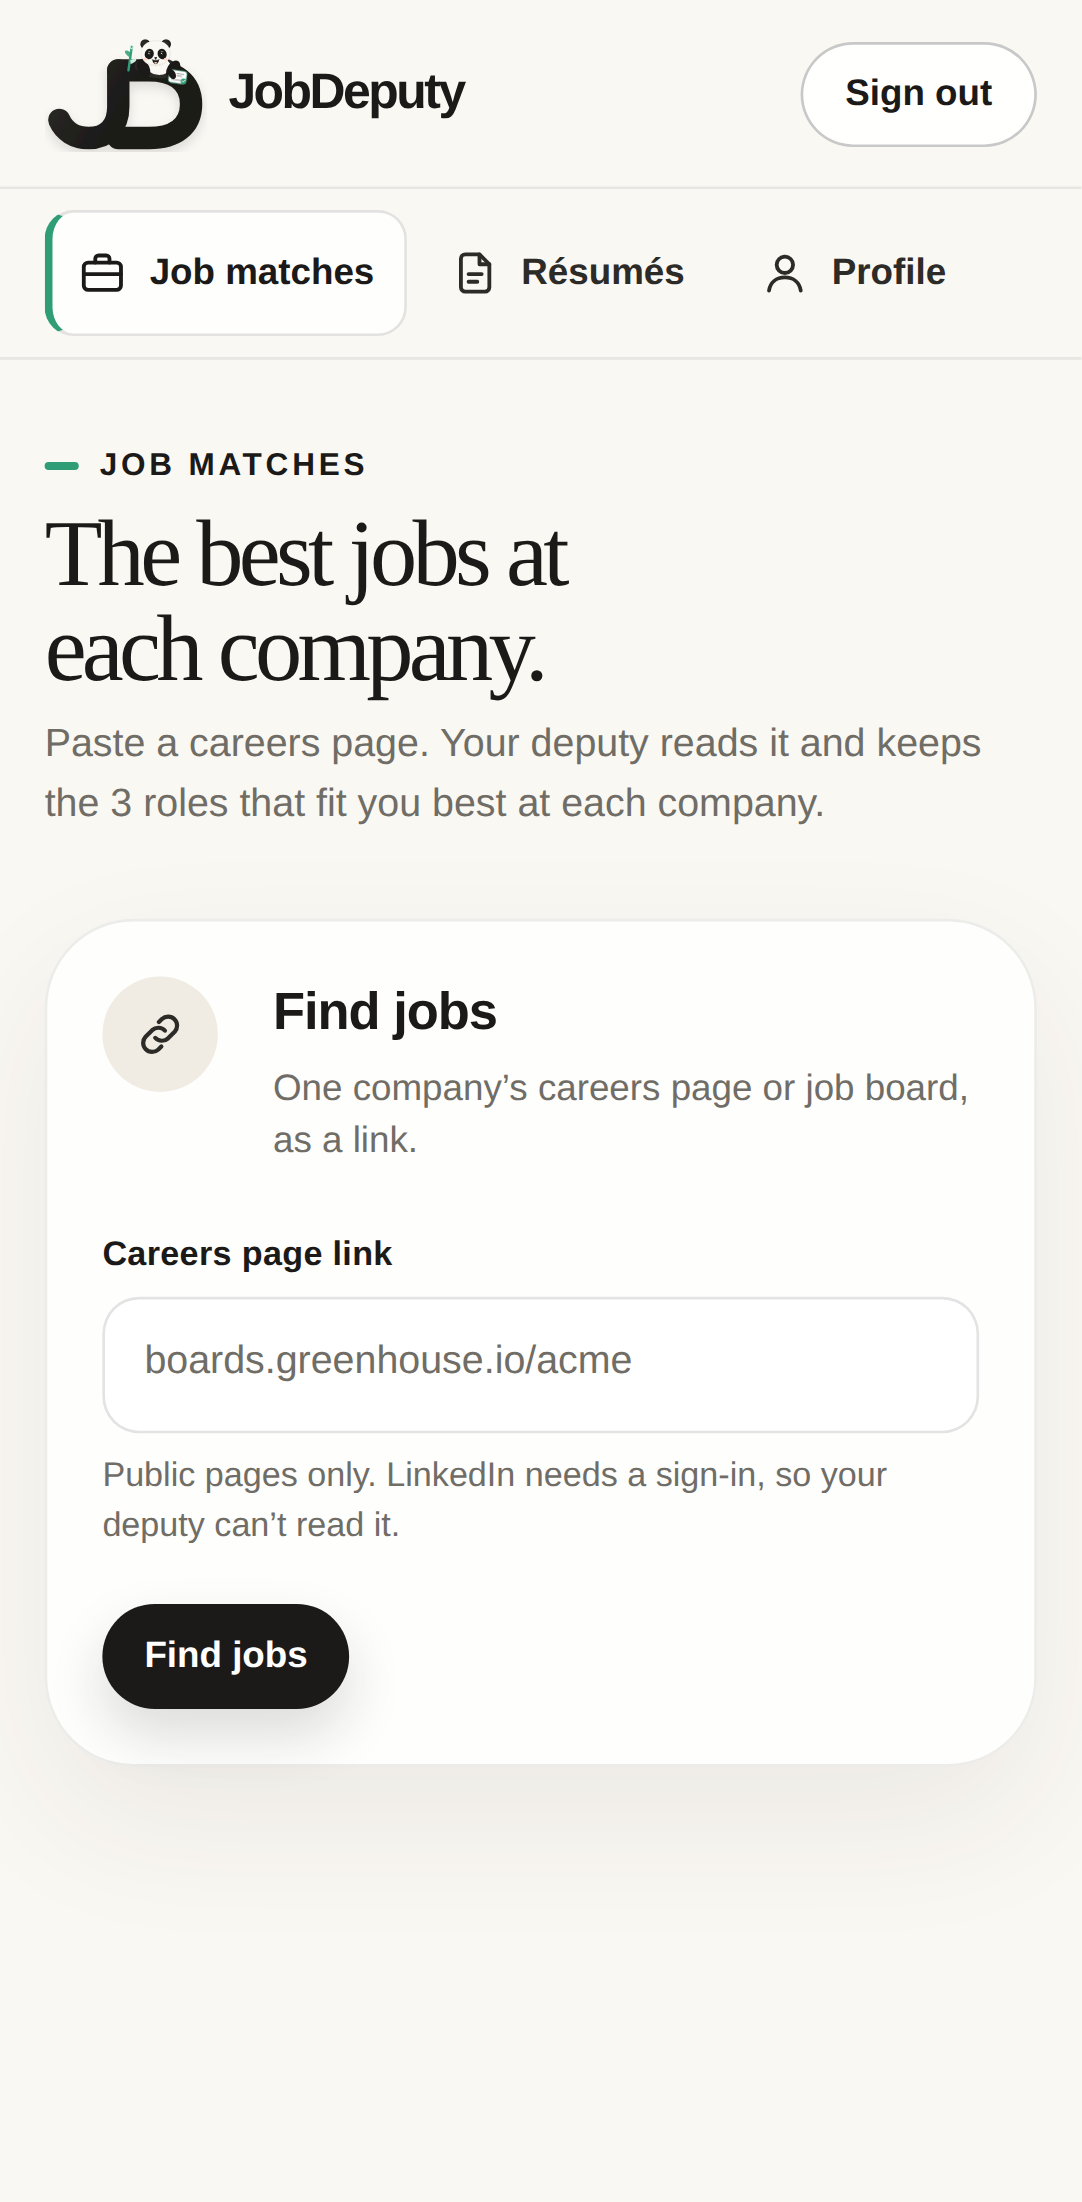 JobDeputy
Sign out
Job matches
Résumés
Profile
JOB MATCHES
The best jobs at
each company.
Paste a careers page. Your deputy reads it and keeps
the 3 roles that fit you best at each company.
Find jobs
One company’s careers page or job board,
as a link.
Careers page link
boards.greenhouse.io/acme
Public pages only. LinkedIn needs a sign-in, so your
deputy can’t read it.
Find jobs